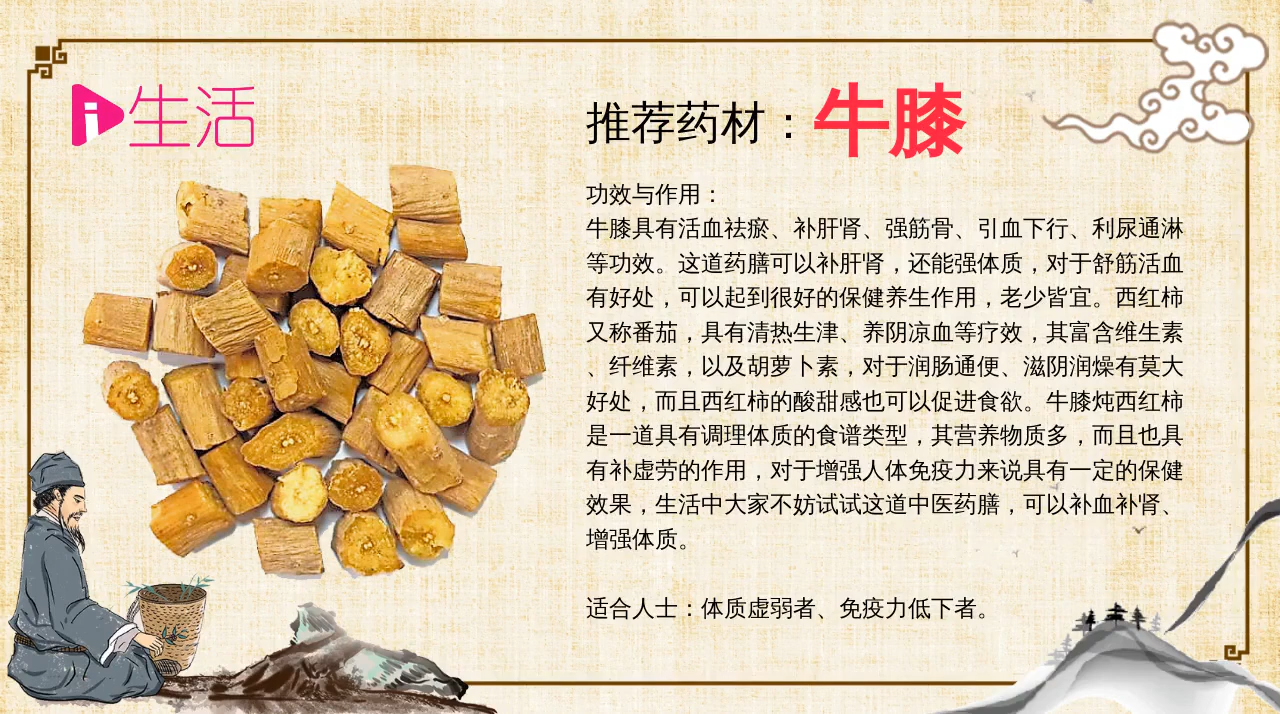 i生活
推荐药材：牛膝
功效与作用：
牛膝具有活血祛瘀、补肝肾、强筋骨、引血下行、利尿通淋
等功效。这道药膳可以补肝肾，还能强体质，对于舒筋活血
有好处，可以起到很好的保健养生作用，老少皆宜。西红柿
又称番茄，具有清热生津、养阴凉血等疗效，其富含维生素
、纤维素，以及胡萝卜素，对于润肠通便、滋阴润燥有莫大
好处，而且西红柿的酸甜感也可以促进食欲。牛膝炖西红柿
是一道具有调理体质的食谱类型，其营养物质多，而且也具
有补虚劳的作用，对于增强人体免疫力来说具有一定的保健
效果，生活中大家不妨试试这道中医药膳，可以补血补肾、
增强体质。
适合人士：体质虚弱者、免疫力低下者。